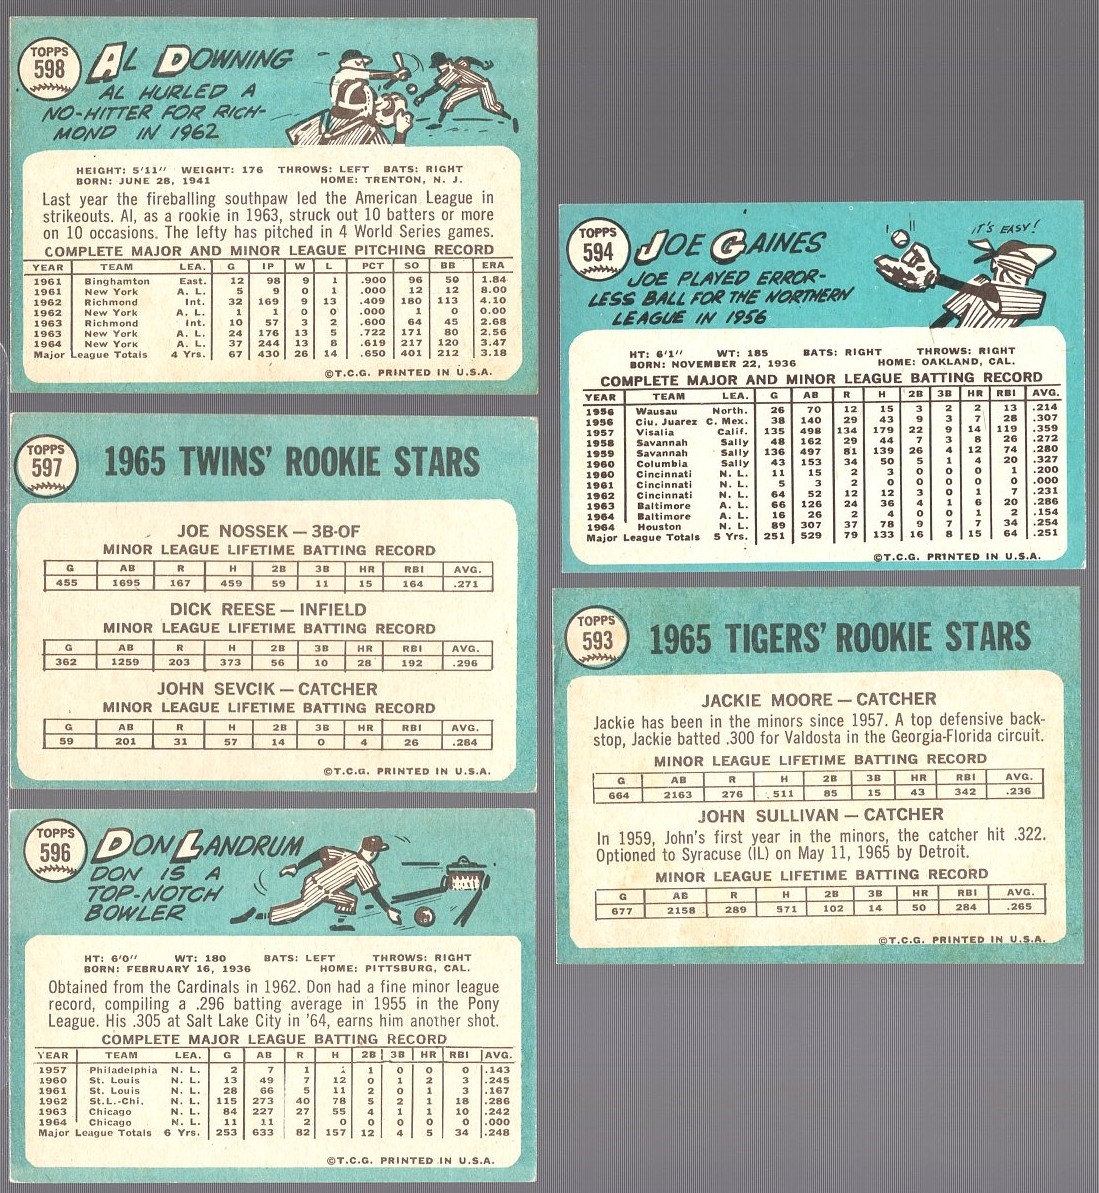 TOPPS
598
AL DOWNING
AL HURLED A
NO-HITTER FOR RICH-
MOND IN 1962
HEIGHT: 5'11" WEIGHT: 176 THROWS: LEFT BATS: RIGHT
BORN: JUNE 28, 1941 HOME: TRENTON, N. J.
Last year the fireballing southpaw led the American League in
strikeouts. Al, as a rookie in 1963, struck out 10 batters or more
on 10 occasions. The lefty has pitched in 4 World Series games.
COMPLETE MAJOR AND MINOR LEAGUE PITCHING RECORD
YEAR TEAM LEA. G IP W L PCT SO BB ERA
1961 Binghamton East. 12 98 9 1 .900 96 50 1.84
1961 New York A. L. 5 9 0 1 .000 12 12 8.00
1962 Richmond Int. 32 169 9 13 .409 180 113 4.10
1962 New York A. L. 1 1 0 0 .000 1 0 0.00
1963 Richmond Int. 10 57 3 2 .600 64 45 2.68
1963 New York A. L. 24 176 13 5 .722 171 80 2.56
1964 New York A. L. 37 244 13 8 .619 217 120 3.47
Major League Totals 4 Yrs. 67 430 26 14 .650 401 212 3.18
©T.C.G. PRINTED IN U.S.A.
TOPPS
597
1965 TWINS' ROOKIE STARS
JOE NOSSEK — 3B-OF
MINOR LEAGUE LIFETIME BATTING RECORD
G AB R H 2B 3B HR RBI AVG.
455 1695 167 459 59 11 15 164 .271
DICK REESE — INFIELD
MINOR LEAGUE LIFETIME BATTING RECORD
G AB R H 2B 3B HR RBI AVG.
362 1259 203 373 56 10 28 192 .296
JOHN SEVCIK — CATCHER
MINOR LEAGUE LIFETIME BATTING RECORD
G AB R H 2B 3B HR RBI AVG.
59 201 31 57 14 0 4 26 .284
©T.C.G. PRINTED IN U.S.A.
TOPPS
596
DON LANDRUM
DON IS A
TOP-NOTCH
BOWLER
HT: 6'0" WT: 180 BATS: LEFT THROWS: RIGHT
BORN: FEBRUARY 16, 1936 HOME: PITTSBURG, CAL.
Obtained from the Cardinals in 1962. Don had a fine minor league
record, compiling a .296 batting average in 1955 in the Pony
League. His .305 at Salt Lake City in '64, earns him another shot.
COMPLETE MAJOR LEAGUE BATTING RECORD
YEAR TEAM LEA. G AB R H 2B 3B HR RBI AVG.
1957 Philadelphia N. L. 2 7 1 1 0 0 0 .143
1960 St. Louis N. L. 13 49 7 12 0 1 2 3 .245
1961 St. Louis N. L. 28 66 5 11 2 0 1 3 .167
1962 St.L.-Chi. N. L. 115 273 40 78 5 2 1 18 .286
1963 Chicago N. L. 84 227 27 55 4 1 1 10 .242
1964 Chicago N. L. 11 11 2 0 0 0 0 0 .000
Major League Totals 6 Yrs. 253 633 82 157 12 4 5 34 .248
©T.C.G. PRINTED IN U.S.A.
TOPPS
594
JOE GAINES
IT'S EASY!
JOE PLAYED ERROR-
LESS BALL FOR THE NORTHERN
LEAGUE IN 1956
HT: 6'1" WT: 185 BATS: RIGHT THROWS: RIGHT
BORN: NOVEMBER 22, 1936 HOME: OAKLAND, CAL.
COMPLETE MAJOR AND MINOR LEAGUE BATTING RECORD
YEAR TEAM LEA. G AB R H 2B 3B HR RBI AVG.
1956 Wausau North. 26 70 12 15 3 2 2 13 .214
1956 Ciu. Juarez C. Mex. 38 140 29 43 9 3 7 28 .307
1957 Visalia Calif. 135 498 134 179 22 9 14 119 .359
1958 Savannah Sally 48 162 29 44 7 3 8 26 .272
1959 Savannah Sally 136 497 81 139 26 4 12 74 .280
1960 Columbia Sally 43 153 34 50 5 1 4 20 .327
1960 Cincinnati N. L. 11 15 2 3 0 0 0 1 .200
1961 Cincinnati N. L. 5 3 2 0 0 0 0 0 .000
1962 Cincinnati N. L. 64 52 12 12 3 0 1 7 .231
1963 Baltimore A. L. 66 126 24 36 4 1 6 20 .286
1964 Baltimore A. L. 16 26 2 4 0 0 1 2 .154
1964 Houston N. L. 89 307 37 78 9 7 7 34 .254
Major League Totals 5 Yrs. 251 529 79 133 16 8 15 64 .251
©T.C.G. PRINTED IN U.S.A.
TOPPS
593
1965 TIGERS' ROOKIE STARS
JACKIE MOORE — CATCHER
Jackie has been in the minors since 1957. A top defensive back-
stop, Jackie batted .300 for Valdosta in the Georgia-Florida circuit.
MINOR LEAGUE LIFETIME BATTING RECORD
G AB R H 2B 3B HR RBI AVG.
664 2163 276 511 85 15 43 342 .236
JOHN SULLIVAN — CATCHER
In 1959, John's first year in the minors, the catcher hit .322.
Optioned to Syracuse (IL) on May 11, 1965 by Detroit.
MINOR LEAGUE LIFETIME BATTING RECORD
G AB R H 2B 3B HR RBI AVG.
677 2158 289 571 102 14 50 284 .265
©T.C.G. PRINTED IN U.S.A.